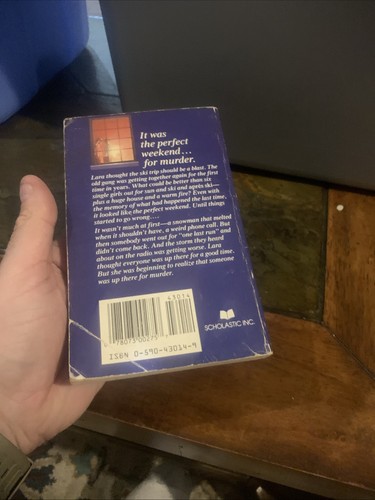 It was
the perfect
weekend...
for murder.
Lara thought the ski trip should be a blast. The
old gang was getting together again for the first
time in years. What could be better than six
single girls out for sun and ski and après ski—
plus a huge house and a warm fire? Even with
the memory of what had happened the last time,
it looked like the perfect weekend. Until things
started to go wrong...
It wasn't much at first—a snowman that melted
when it shouldn't have, a weird phone call. But
then somebody went out for "one last run" and
didn't come back. And the storm they heard
about on the radio was getting worse. Lara
thought everyone was up there for a good time.
But she was beginning to realize that someone
was up there for murder.
43014
SCHOLASTIC INC.
ISBN 0-590-43014-9